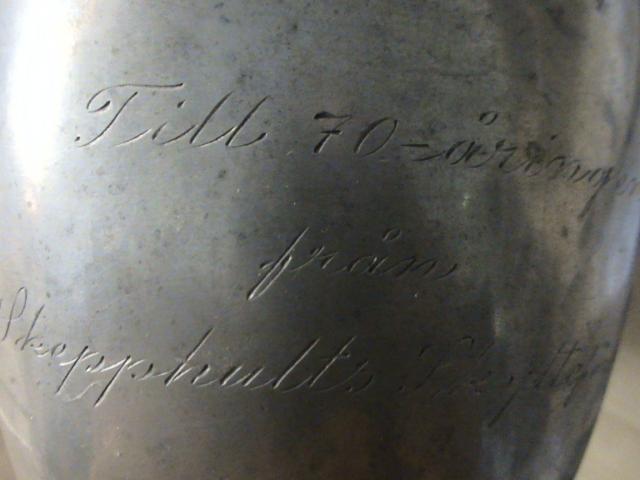 Till 70-åringen
från
Skepphults